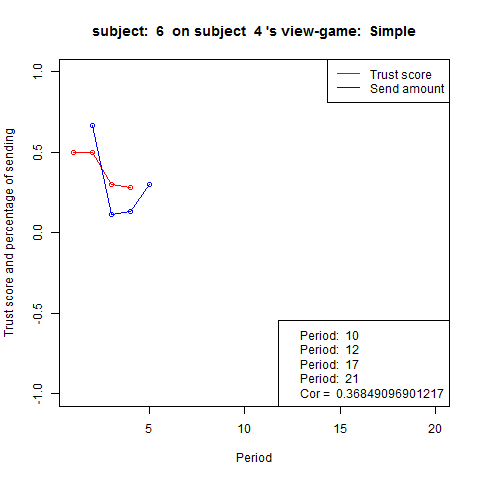 subject: 6 on subject 4 's view-game: Simple
Trust score
Send amount
1.0
0.5
0.0
-0.5
-1.0
Trust score and percentage of sending
Period: 10
Period: 12
Period: 17
Period: 21
Cor = 0.36849096901217
5 10 15 20
Period